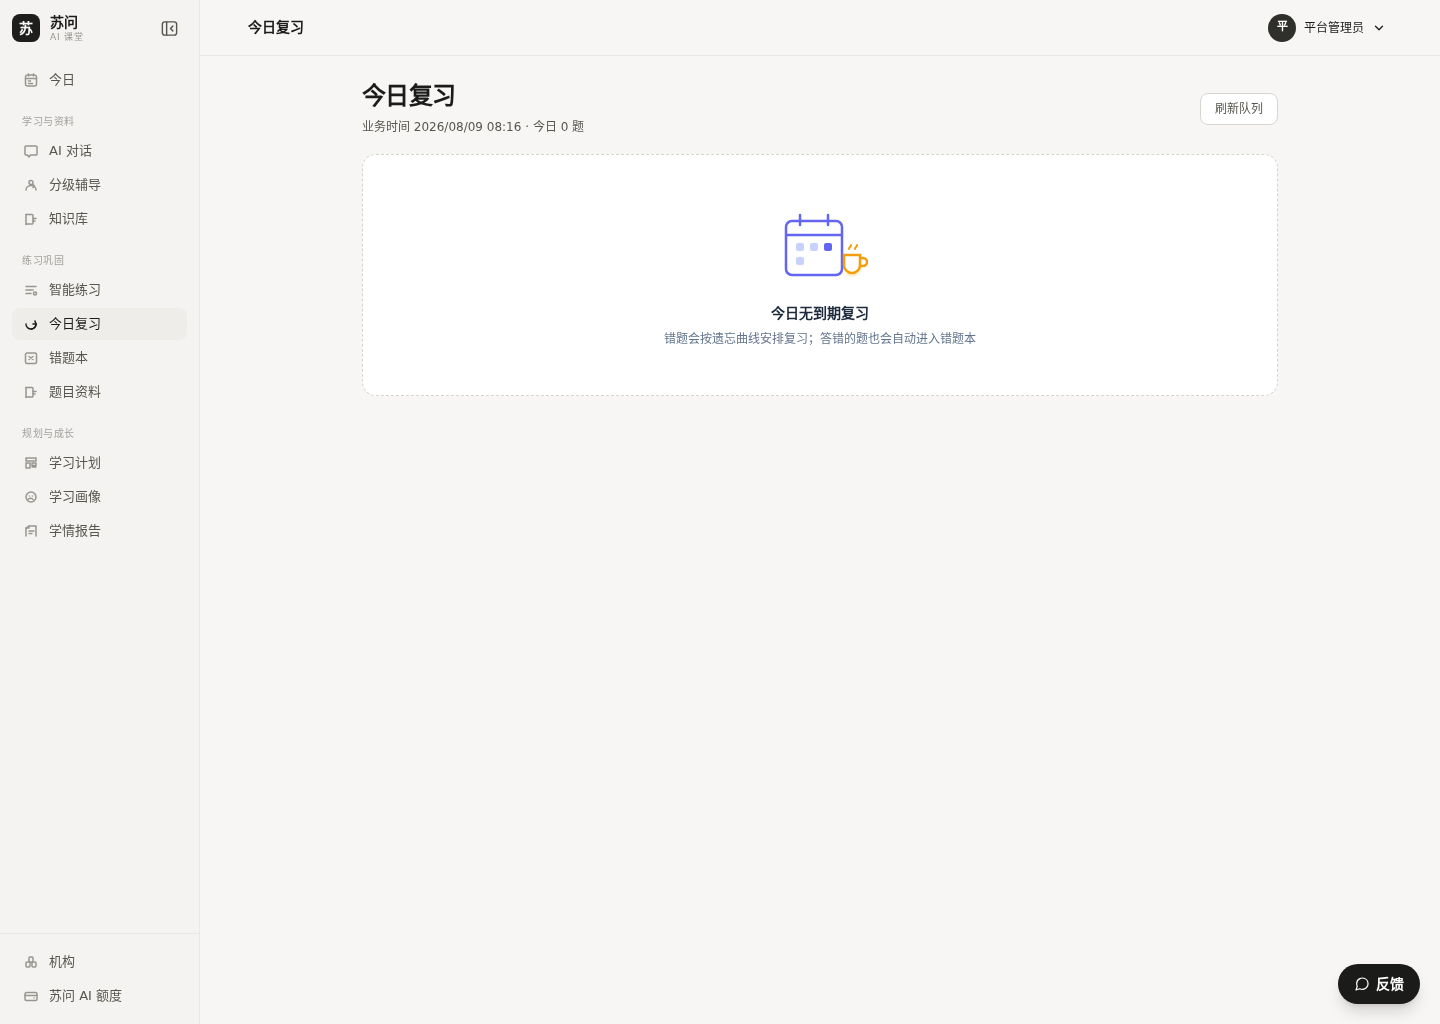 苏
苏问
AI 课堂
今日
学习与资料
AI 对话
分级辅导
知识库
练习巩固
智能练习
今日复习
错题本
题目资料
规划与成长
学习计划
学习画像
学情报告
机构
苏问 AI 额度
今日复习
平
平台管理员
今日复习
业务时间 2026/08/09 08:16 · 今日 0 题
刷新队列
今日无到期复习
错题会按遗忘曲线安排复习；答错的题也会自动进入错题本
反馈